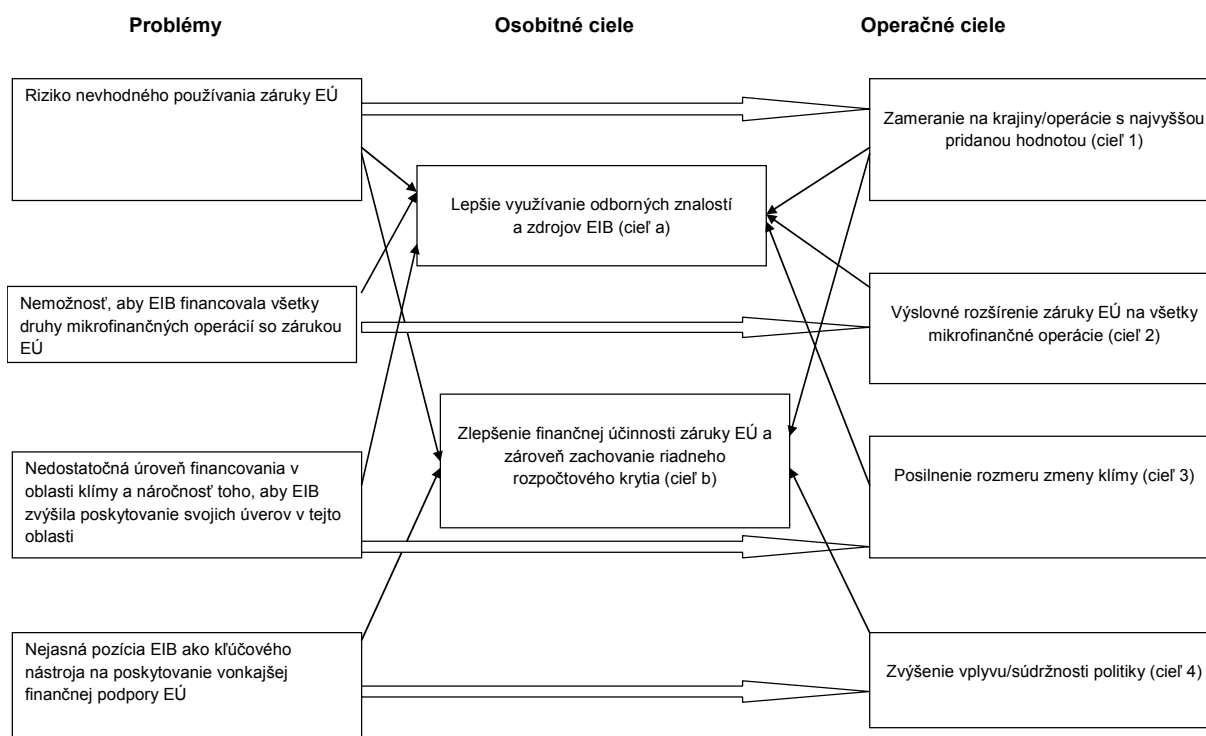 Problémy
Osobitné ciele
Operačné ciele
Riziko nevhodného používania záruky EÚ
Nemožnosť, aby EIB financovala všetky
druhy mikrofinančných operácií so zárukou
EÚ
Nedostatočná úroveň financovania v
oblasti klímy a náročnosť toho, aby EIB
zvýšila poskytovanie svojich úverov v tejto
oblasti
Nejasná pozícia EIB ako kľúčového
nástroja na poskytovanie vonkajšej
finančnej podpory EÚ
Lepšie využívanie odborných znalostí
a zdrojov EIB (cieľ a)
Zlepšenie finančnej účinnosti záruky EÚ a
zároveň zachovanie riadneho
rozpočtového krytia (cieľ b)
Zameranie na krajiny/operácie s najvyššou
pridanou hodnotou (cieľ 1)
Výslovné rozšírenie záruky EÚ na všetky
mikrofinančné operácie (cieľ 2)
Posilnenie rozmeru zmeny klímy (cieľ 3)
Zvýšenie vplyvu/súdržnosti politiky (cieľ 4)